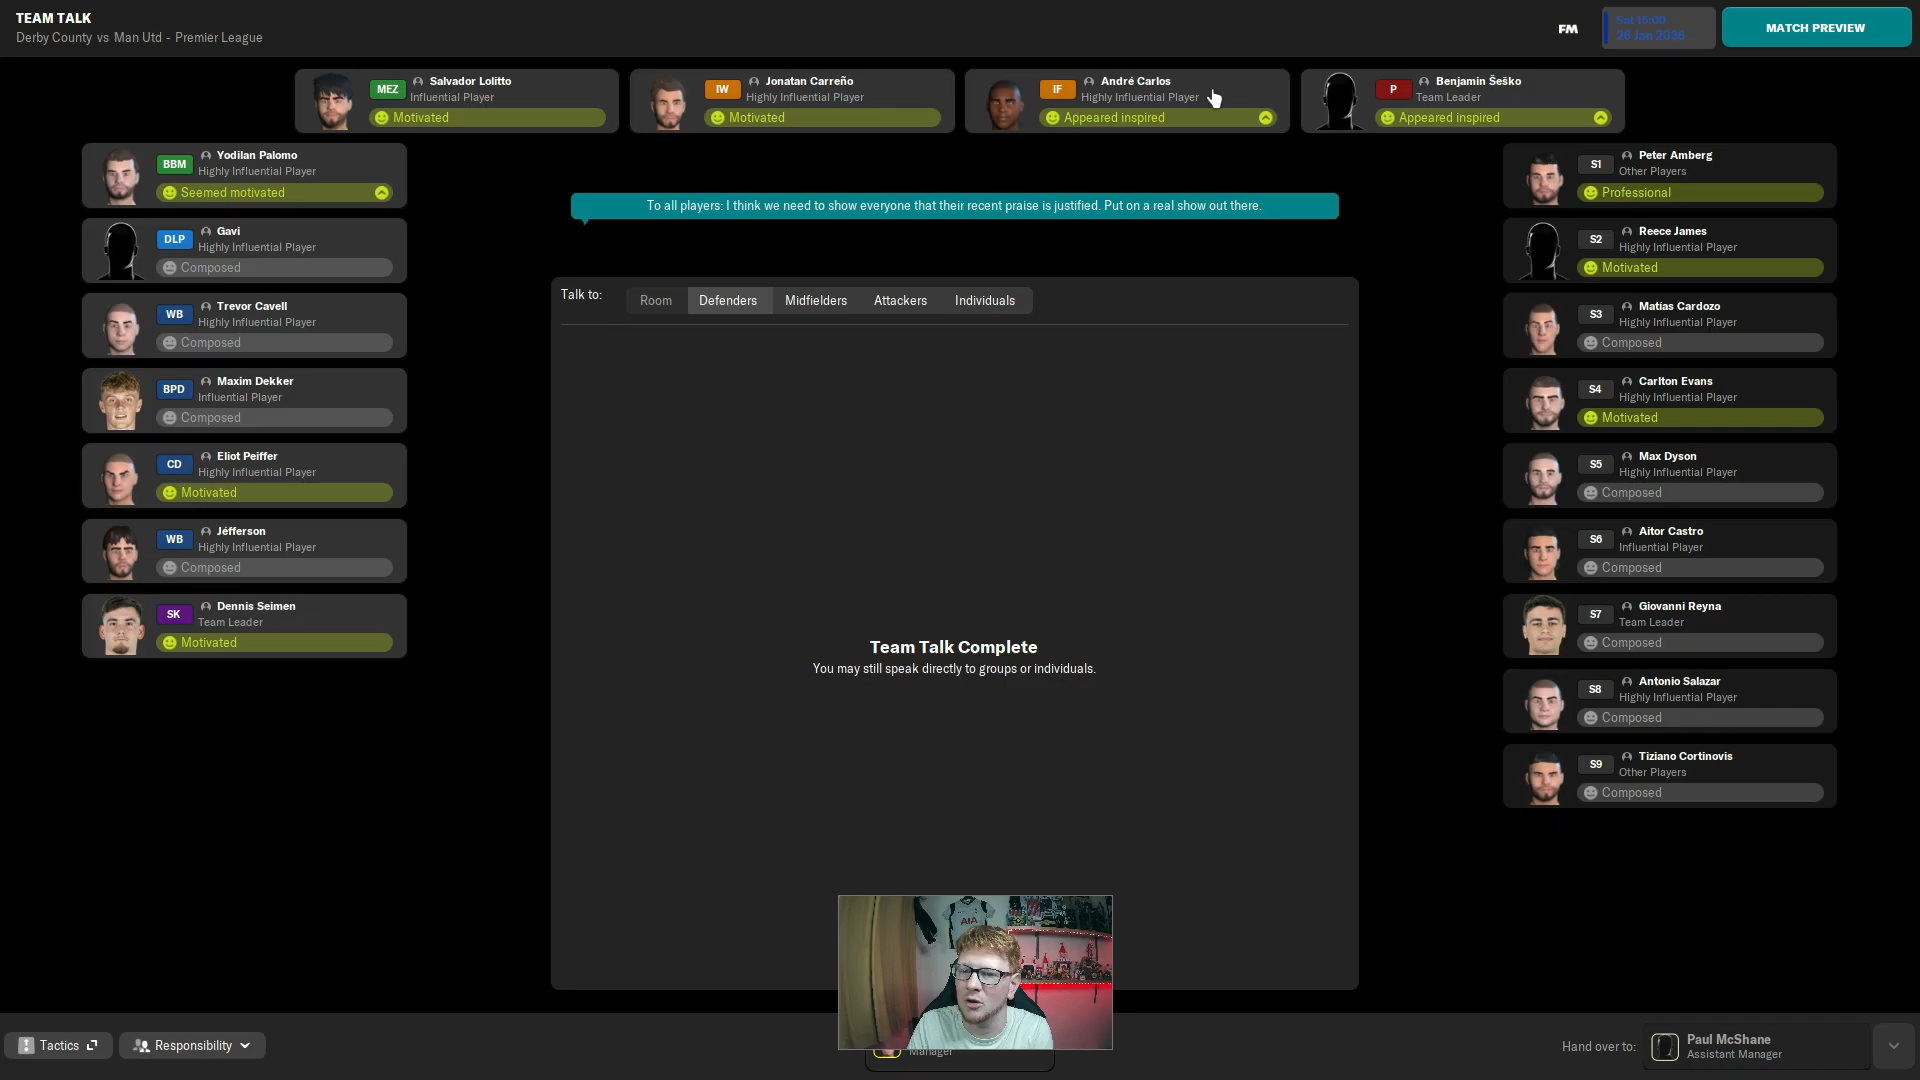 TEAM TALK
Derby County vs Man Utd - Premier League
FM
Sat 15:00
26 Jan 2036
MATCH PREVIEW
MEZ Salvador Lolitto
Influential Player
Motivated
IW Jonatan Carreño
Highly Influential Player
Motivated
IF André Carlos
Highly Influential Player
Appeared inspired
P Benjamin Šeško
Team Leader
Appeared inspired
BBM Yodilan Palomo
Highly Influential Player
Seemed motivated
DLP Gavi
Highly Influential Player
Composed
WB Trevor Cavell
Highly Influential Player
Composed
BPD Maxim Dekker
Influential Player
Composed
CD Eliot Peiffer
Highly Influential Player
Motivated
WB Jéfferson
Highly Influential Player
Composed
SK Dennis Seimen
Team Leader
Motivated
To all players: I think we need to show everyone that their recent praise is justified. Put on a real show out there.
Talk to: Room Defenders Midfielders Attackers Individuals
Team Talk Complete
You may still speak directly to groups or individuals.
AIA
S1 Peter Amberg
Other Players
Professional
S2 Reece James
Highly Influential Player
Motivated
S3 Matías Cardozo
Highly Influential Player
Composed
S4 Carlton Evans
Highly Influential Player
Motivated
S5 Max Dyson
Highly Influential Player
Composed
S6 Aitor Castro
Influential Player
Composed
S7 Giovanni Reyna
Team Leader
Composed
S8 Antonio Salazar
Highly Influential Player
Composed
S9 Tiziano Cortinovis
Other Players
Composed
Tactics
Responsibility
Manager
Hand over to:
Paul McShane
Assistant Manager